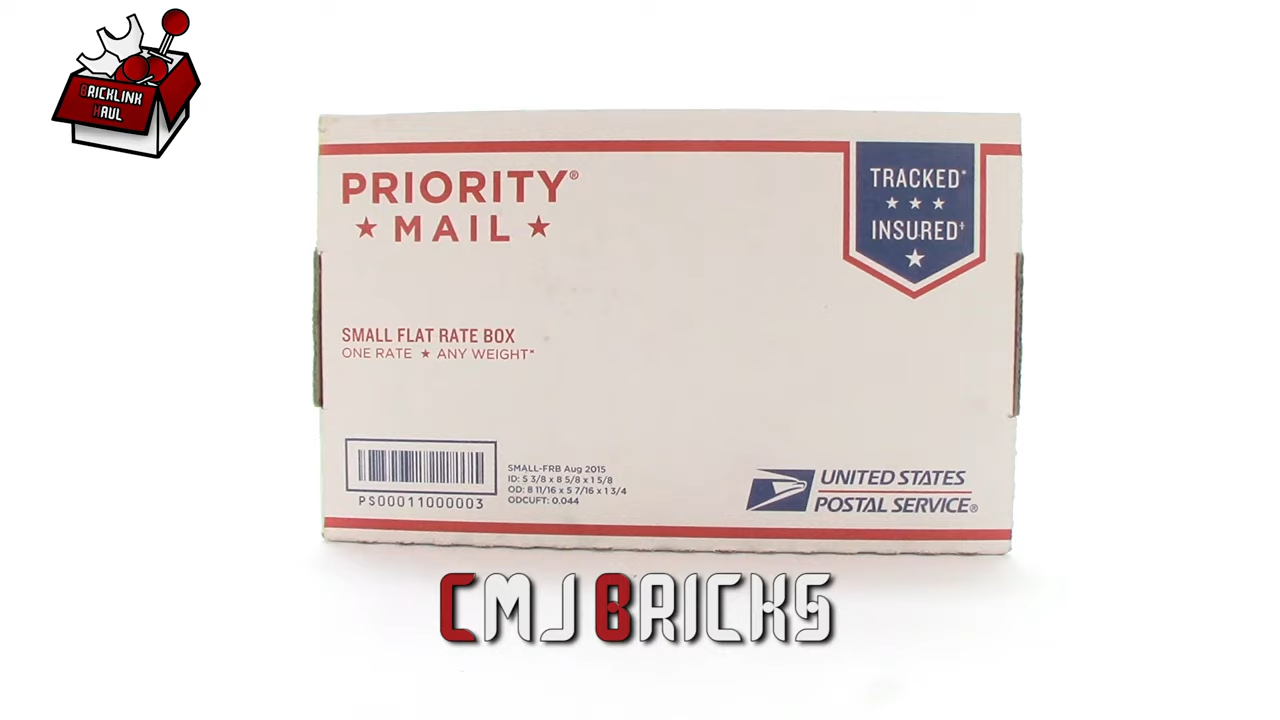 BRICKLINK
HAUL
PRIORITY®
★ MAIL ★
TRACKED*
★ ★ ★
INSURED†
★
SMALL FLAT RATE BOX
ONE RATE ★ ANY WEIGHT*
PS00011000003
SMALL-FRB Aug 2015
ID: 5 3/8 x 8 5/8 x 1 5/8
OD: 8 11/16 x 5 7/16 x 1 3/4
ODCUFT: 0.044
UNITED STATES
POSTAL SERVICE®
CMJ BRICKS